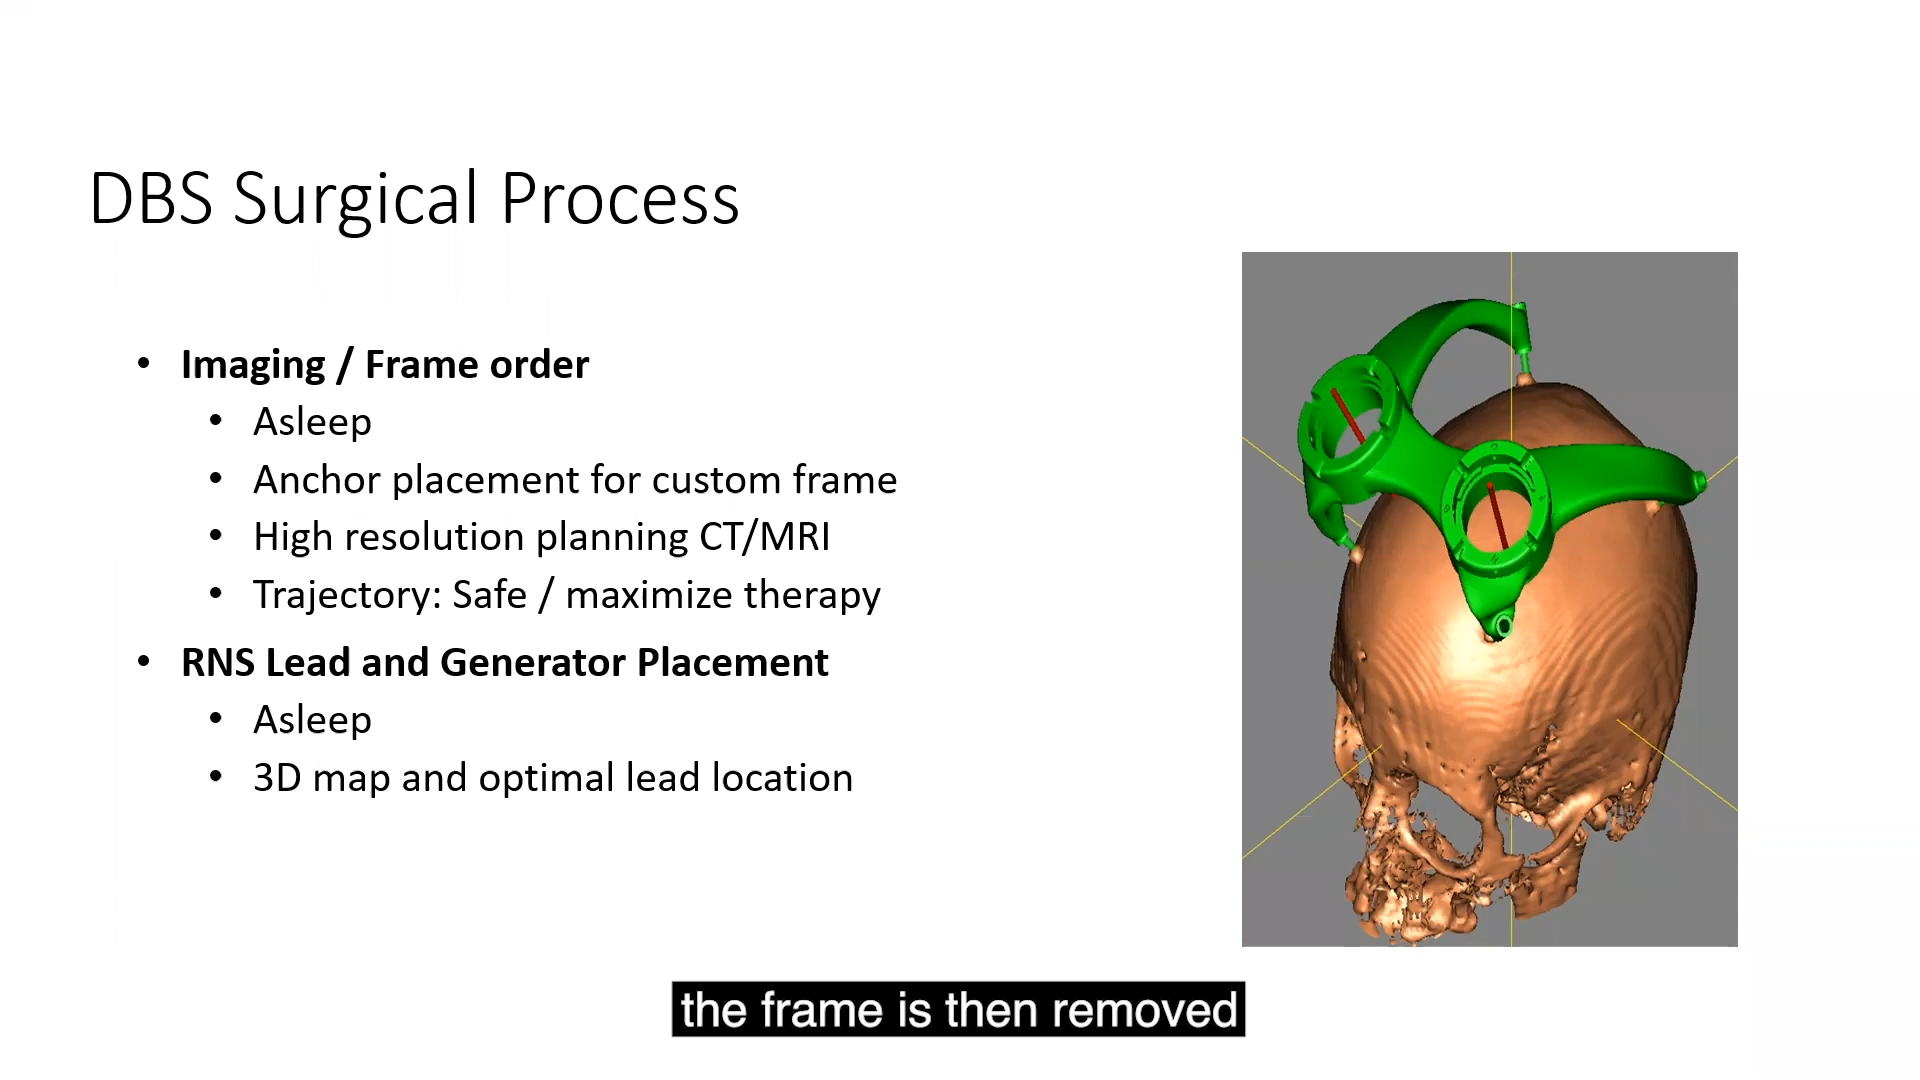 DBS Surgical Process
• Imaging / Frame order
• Asleep
• Anchor placement for custom frame
• High resolution planning CT/MRI
• Trajectory: Safe / maximize therapy
• RNS Lead and Generator Placement
• Asleep
• 3D map and optimal lead location
the frame is then removed